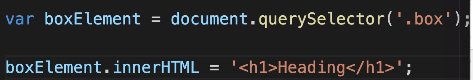 var boxElement = document.querySelector('.box');
boxElement.innerHTML = '<h1>Heading</h1>';